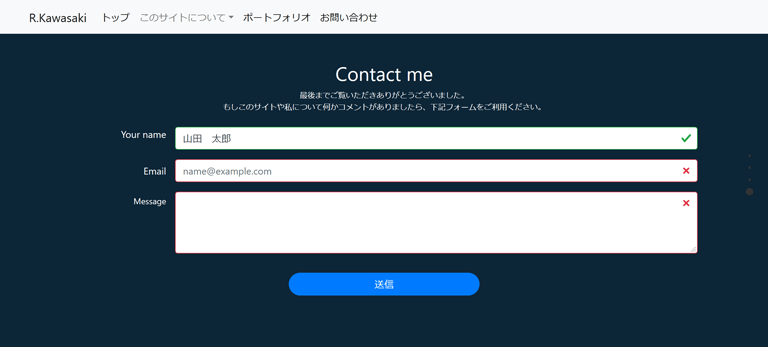 R.Kawasaki トップ このサイトについて ポートフォリオ お問い合わせ
Contact me
最後までご覧いただきありがとうございました。
もしこのサイトや私について何かコメントがありましたら、下記フォームをご利用ください。
Your name 山田　太郎
Email name@example.com
Message
送信